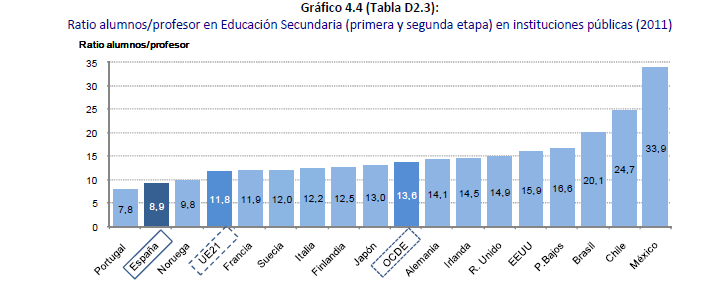 Gráfico 4.4 (Tabla D2.3):
Ratio alumnos/profesor en Educación Secundaria (primera y segunda etapa) en instituciones públicas (2011)
Ratio alumnos/profesor
35
30
25
20
15
10
5
0
7,8
8,9
9,8
11,8
11,9
12,0
12,2
12,5
13,0
13,6
14,1
14,5
14,9
15,9
16,6
20,1
24,7
33,9
Portugal
España
Noruega
UE21
Francia
Suecia
Italia
Finlandia
Japón
OCDE
Alemania
Irlanda
R. Unido
EEUU
P.Bajos
Brasil
Chile
México